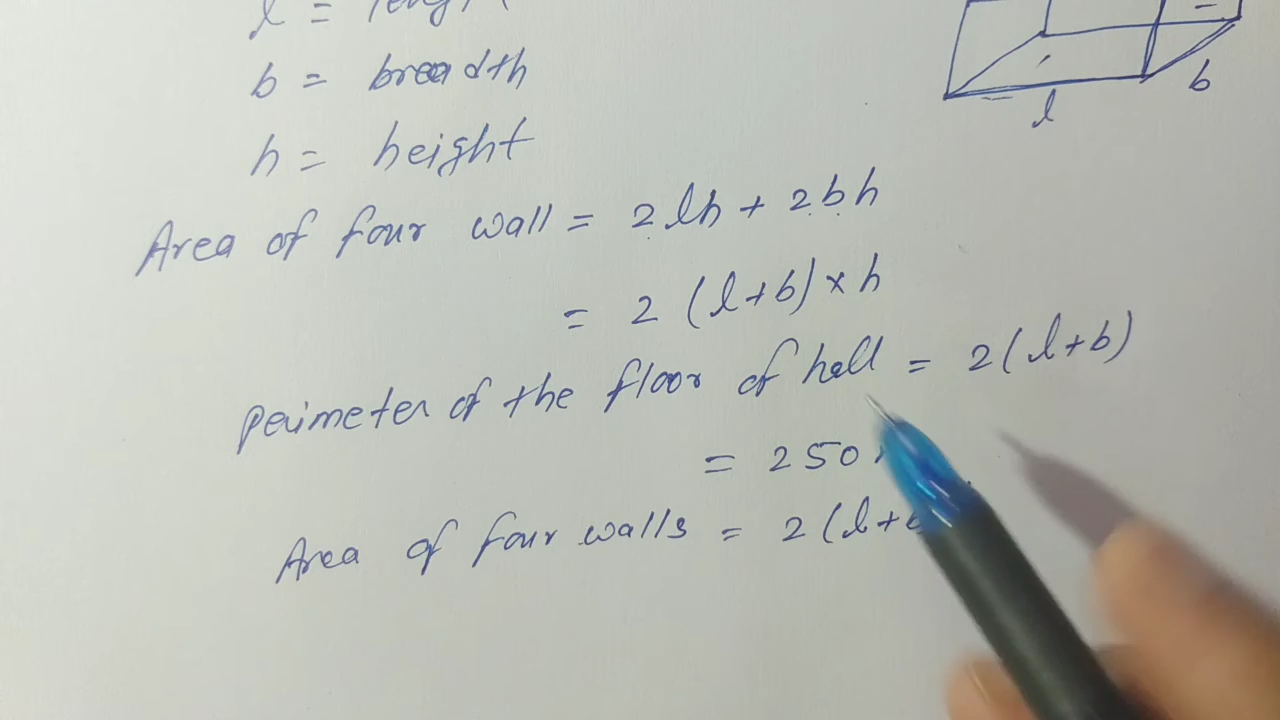 l =
b = breadth
h = height
l
b
Area of four wall = 2lh + 2bh
= 2 (l+b) × h
Perimeter of the floor of hall = 2(l+b)
= 250
Area of four walls = 2(l+